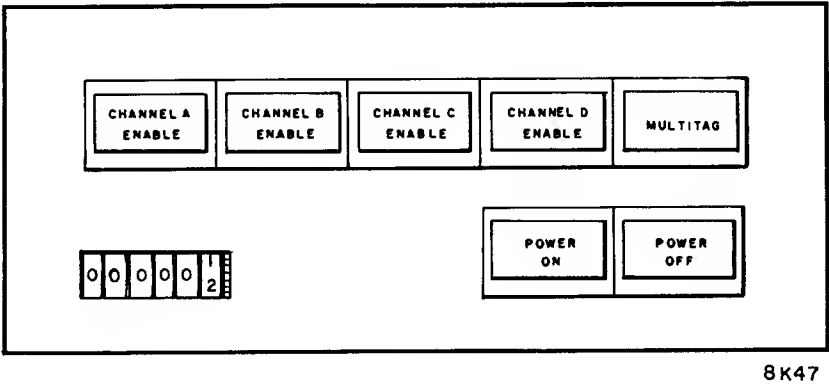 CHANNEL A
ENABLE
CHANNEL B
ENABLE
CHANNEL C
ENABLE
CHANNEL D
ENABLE
MULTITAG
POWER
ON
POWER
OFF
0 0 0 0 0 1
2
8K47